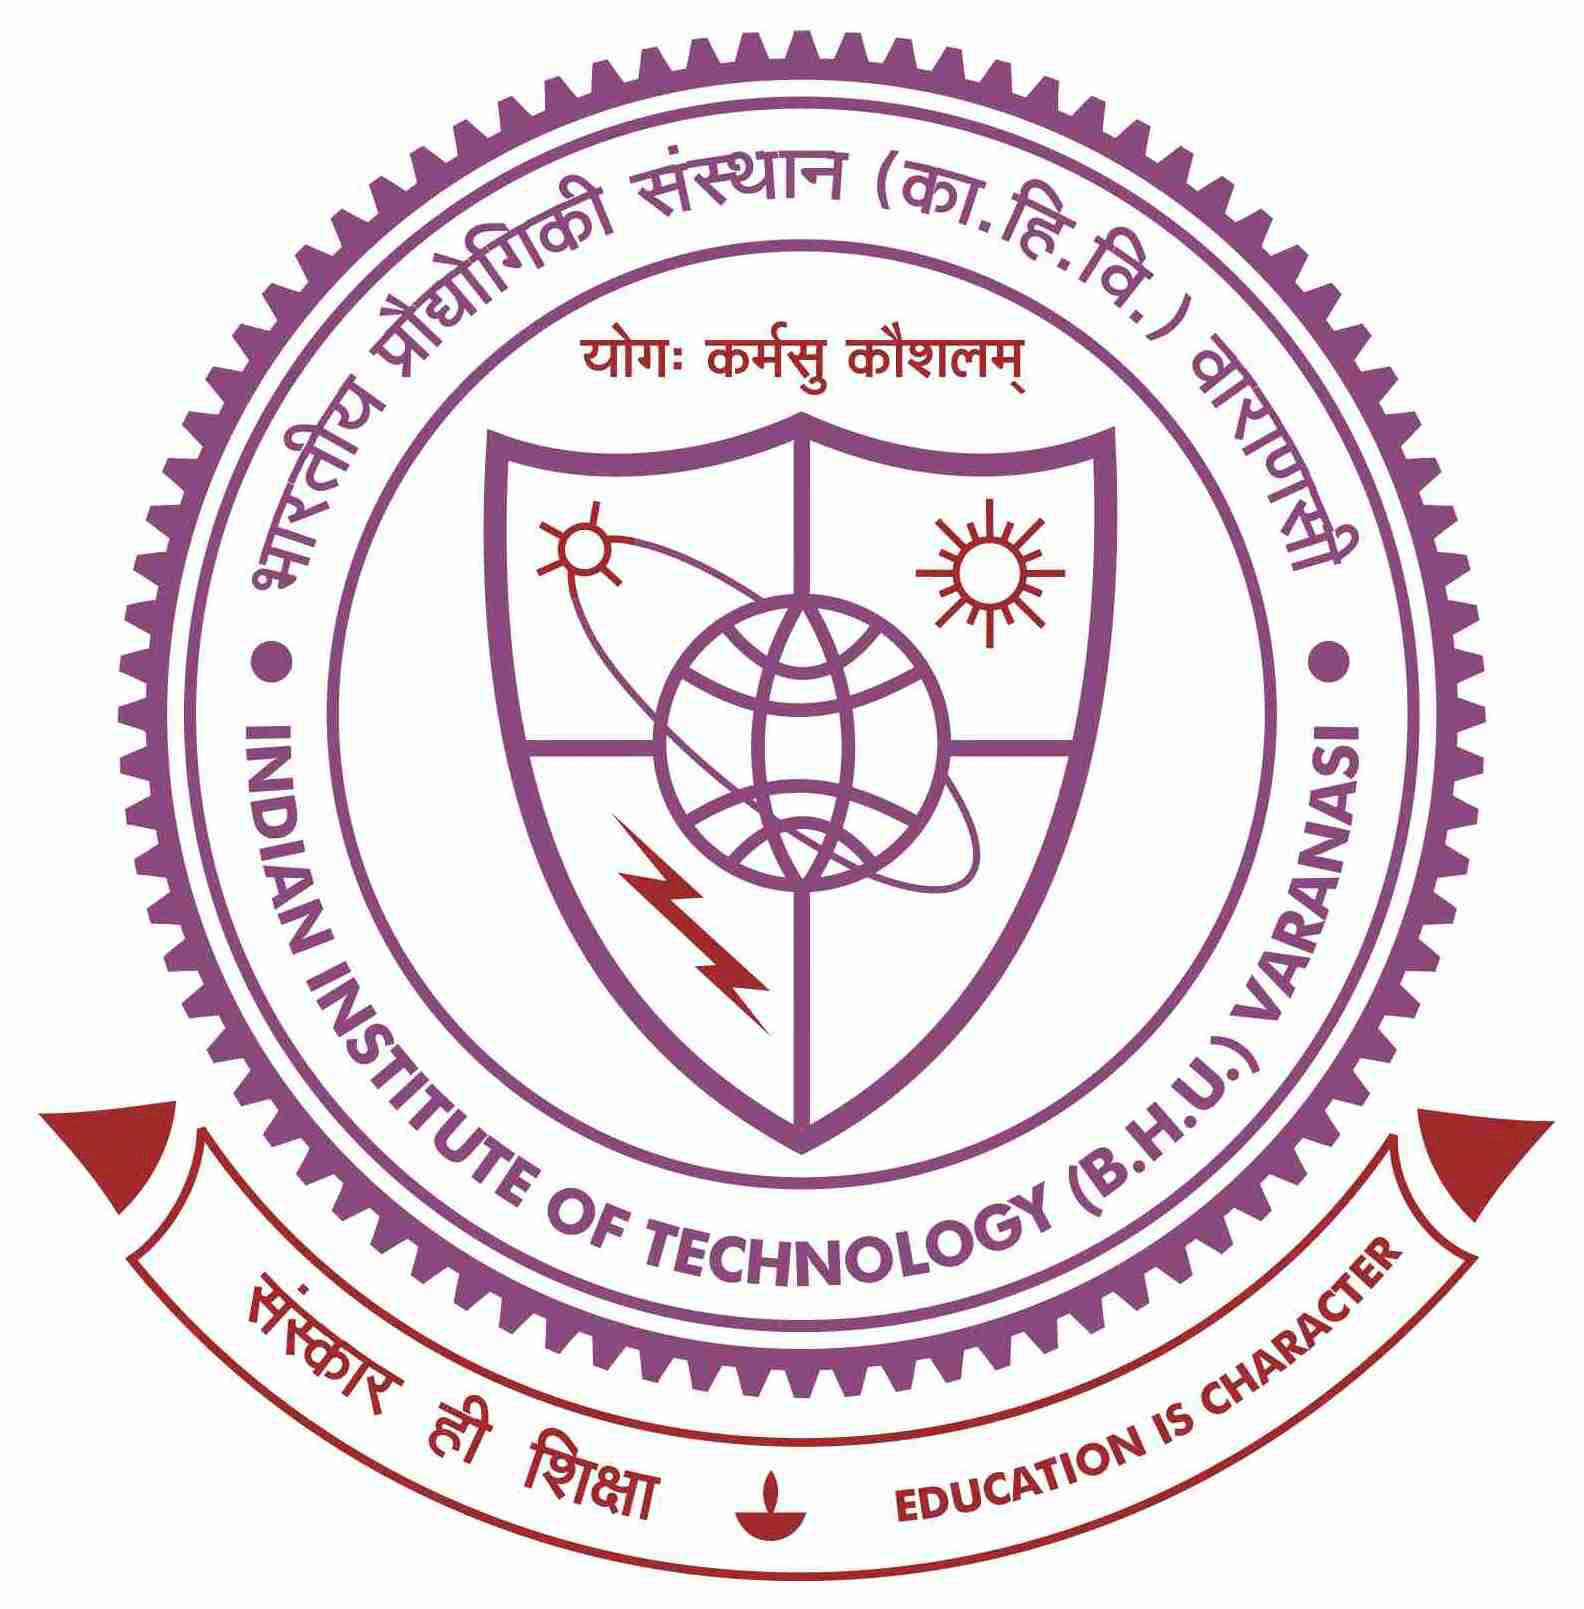 भारतीय प्रौद्योगिकी संस्थान (का.हि.वि.) वाराणसी
योगः कर्मसु कौशलम्
INDIAN INSTITUTE OF TECHNOLOGY (B.H.U.) VARANASI
संस्कार ही शिक्षा
EDUCATION IS CHARACTER